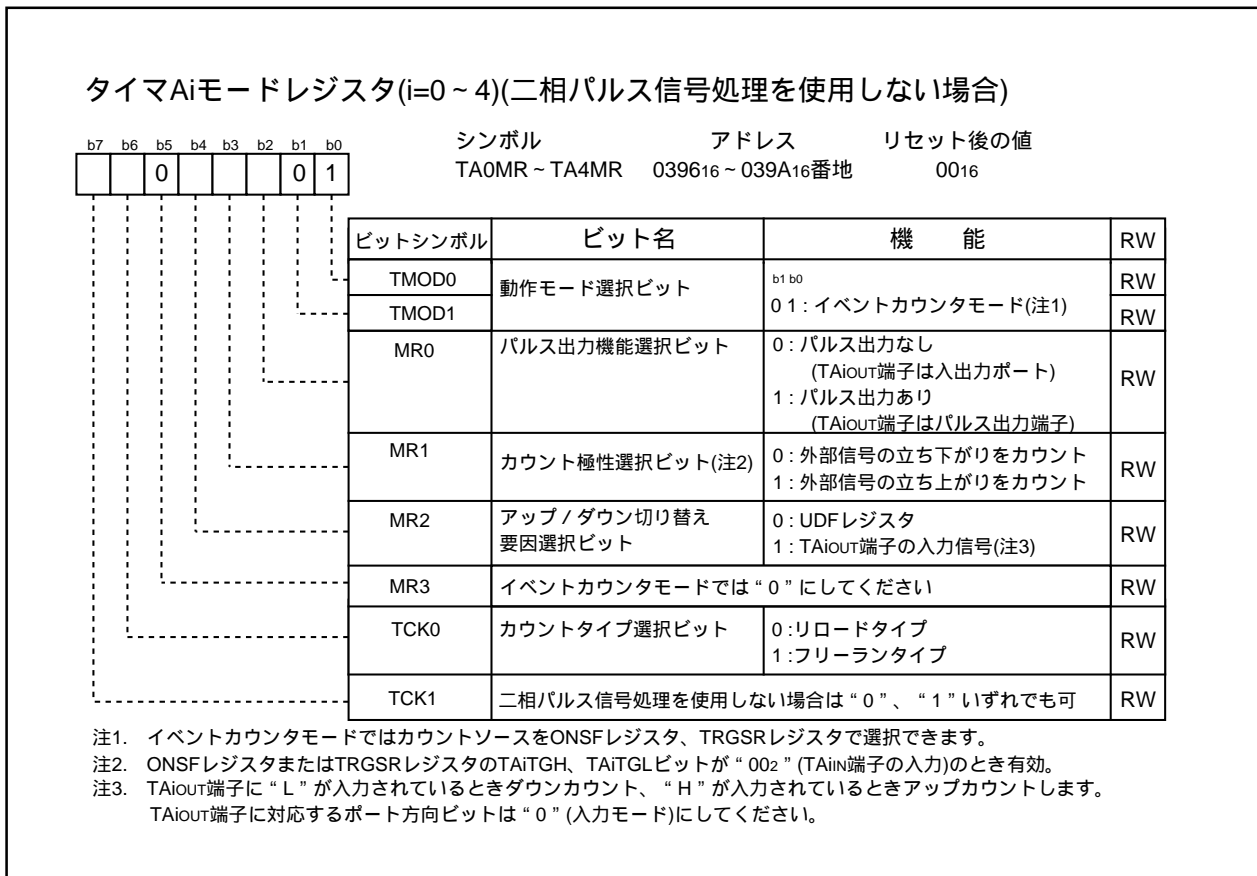 タイマAiモードレジスタ(i=0 ~ 4)(二相パルス信号処理を使用しない場合)
b7 b6 b5 b4 b3 b2 b1 b0
0 0 1
シンボル アドレス リセット後の値
TA0MR ~ TA4MR 039616 ~ 039A16番地 0016
ビットシンボル ビット名 機 能 RW
TMOD0 動作モード選択ビット b1 b0 RW
TMOD1 0 1 : イベントカウンタモード(注1) RW
MR0 パルス出力機能選択ビット 0 : パルス出力なし
(TAiOUT端子は入出力ポート) RW
1 : パルス出力あり
(TAiOUT端子はパルス出力端子)
MR1 カウント極性選択ビット(注2) 0 : 外部信号の立ち下がりをカウント RW
1 : 外部信号の立ち上がりをカウント
MR2 アップ / ダウン切り替え 0 : UDFレジスタ RW
要因選択ビット 1 : TAiOUT端子の入力信号(注3)
MR3 イベントカウンタモードでは “ 0 ” にしてください RW
TCK0 カウントタイプ選択ビット 0 :リロードタイプ RW
1 :フリーランタイプ
TCK1 二相パルス信号処理を使用しない場合は “ 0 ” 、 “ 1 ” いずれでも可 RW
注1. イベントカウンタモードではカウントソースをONSFレジスタ、TRGSRレジスタで選択できます。
注2. ONSFレジスタまたはTRGSRレジスタのTAiTGH、TAiTGLビットが “ 002 ” (TAiIN端子の入力)のとき有効。
注3. TAiOUT端子に “ L ” が入力されているときダウンカウント、 “ H ” が入力されているときアップカウントします。
TAiOUT端子に対応するポート方向ビットは “ 0 ” (入力モード)にしてください。